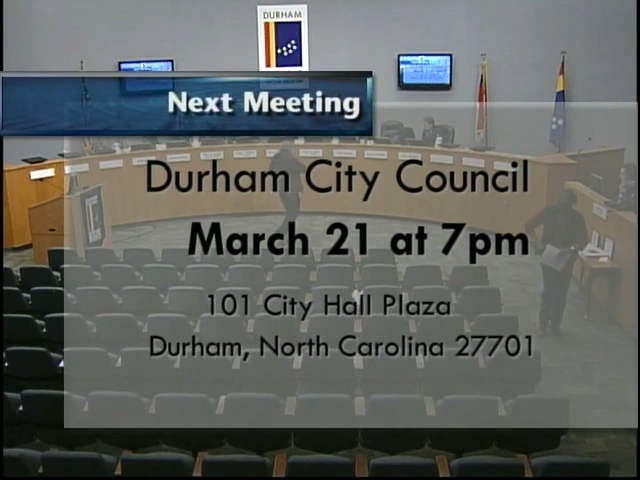 DURHAM
Next Meeting
Durham City Council
March 21 at 7pm
101 City Hall Plaza
Durham, North Carolina 27701